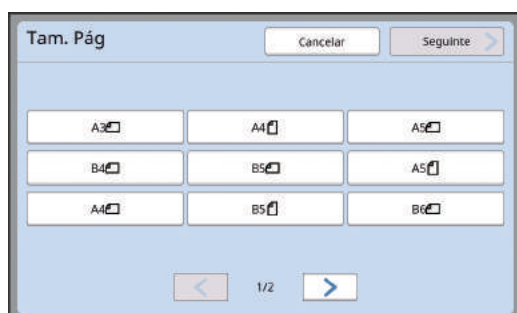 Tam. Pág
Cancelar
Seguinte
A3
A4
A5
B4
B5
A5
A4
B5
B6
1/2